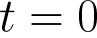 t = 0